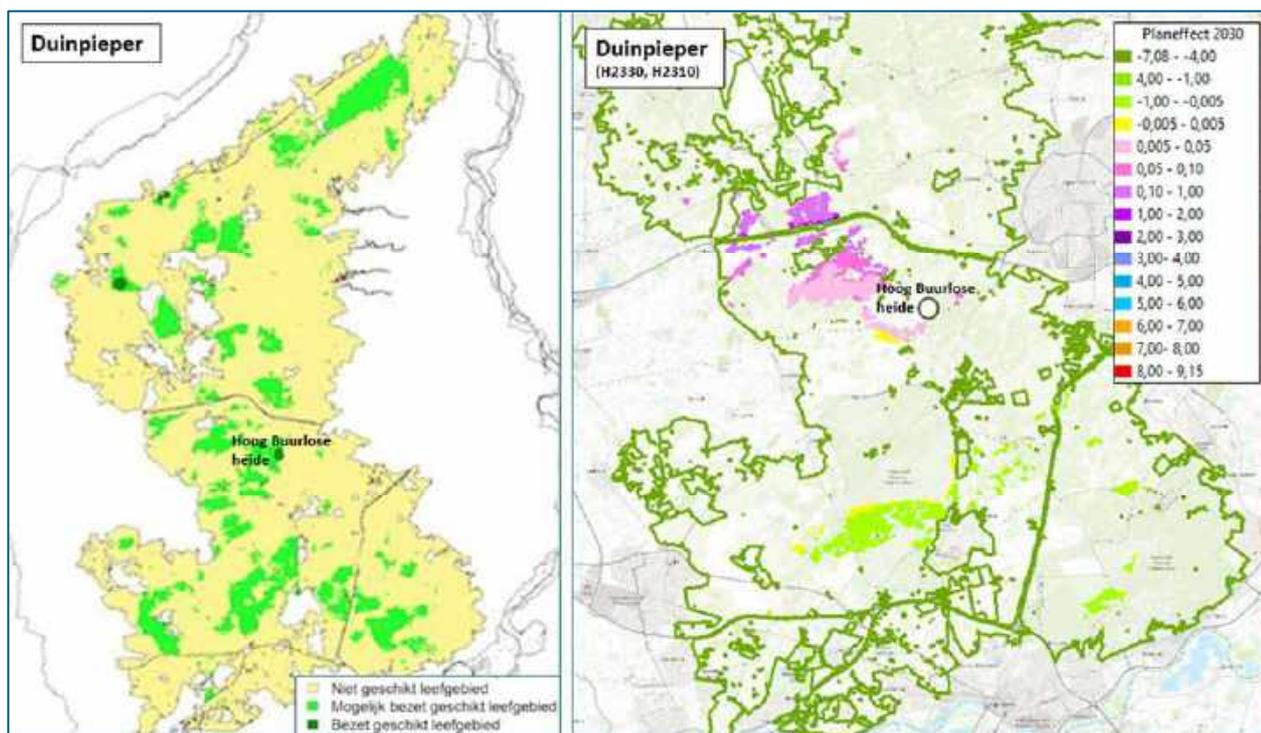 Duinpieper
Hoog Buurlose
heide
Niet geschikt leefgebied
Mogelijk bezet geschikt leefgebied
Bezet geschikt leefgebied
Duinpieper
(H2330, H2310)
Hoog Buurlose
heide
Planeffect 2030
-7,08 - -4,00
4,00 - -1,00
-1,00 - -0,005
-0,005 - 0,005
0,005 - 0,05
0,05 - 0,10
0,10 - 1,00
1,00 - 2,00
2,00 - 3,00
3,00- 4,00
4,00 - 5,00
5,00 - 6,00
6,00 - 7,00
7,00- 8,00
8,00 - 9,15